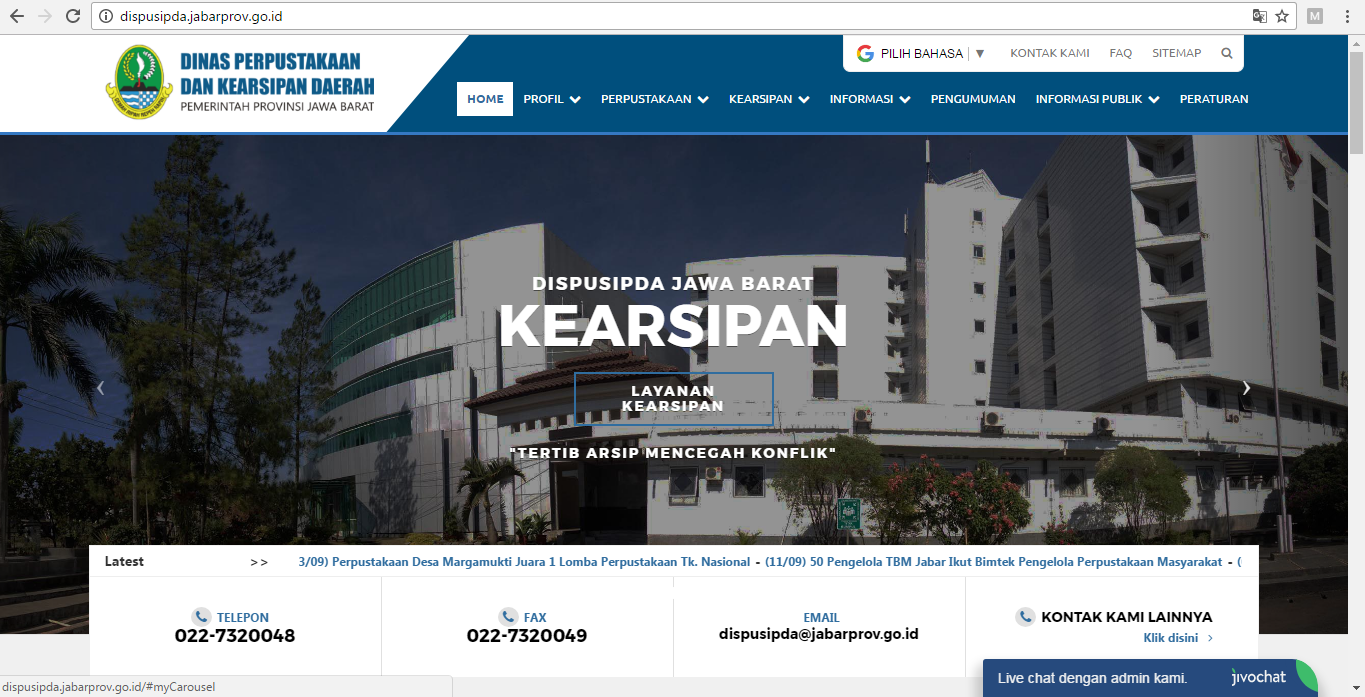 dispusipda.jabarprov.go.id
M
DINAS PERPUSTAKAAN
DAN KEARSIPAN DAERAH
PEMERINTAH PROVINSI JAWA BARAT
PILIH BAHASA ▼ KONTAK KAMI FAQ SITEMAP
HOME PROFIL PERPUSTAKAAN KEARSIPAN INFORMASI PENGUMUMAN INFORMASI PUBLIK PERATURAN
DISPUSIPDA JAWA BARAT
KEARSIPAN
LAYANAN
KEARSIPAN
"TERTIB ARSIP MENCEGAH KONFLIK"
Latest >> 3/09) Perpustakaan Desa Margamukti Juara 1 Lomba Perpustakaan Tk. Nasional - (11/09) 50 Pengelola TBM Jabar Ikut Bimtek Pengelola Perpustakaan Masyarakat - (
TELEPON
022-7320048
FAX
022-7320049
EMAIL
dispusipda@jabarprov.go.id
KONTAK KAMI LAINNYA
Klik disini >
Live chat dengan admin kami. jivochat
dispusipda.jabarprov.go.id/#myCarousel